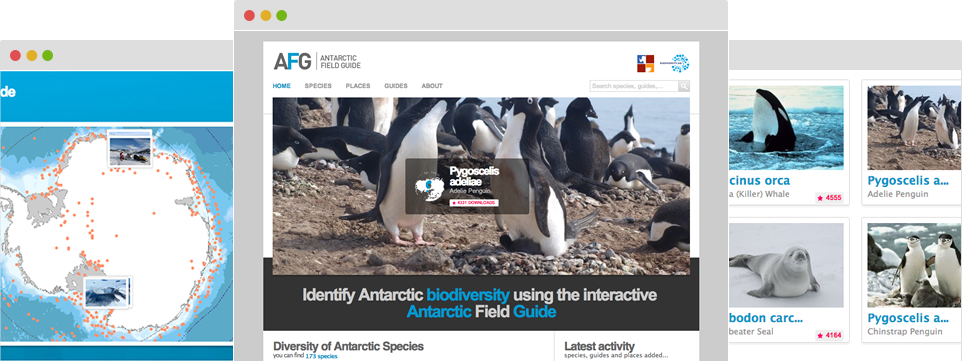 de
AFG ANTARCTIC
FIELD GUIDE
HOME SPECIES PLACES GUIDES ABOUT
Search species, guides,...
Pygoscelis
adeliae
Adelie Penguin
★ 4331 DOWNLOADS
Identify Antarctic biodiversity using the interactive
Antarctic Field Guide
Diversity of Antarctic Species
you can find 173 species
Latest activity
species, guides and places added...
cinus orca
a (Killer) Whale
★ 4555
Pygoscelis a...
Adelie Penguin
bodon carc...
beater Seal
★ 4164
Pygoscelis a...
Chinstrap Penguin